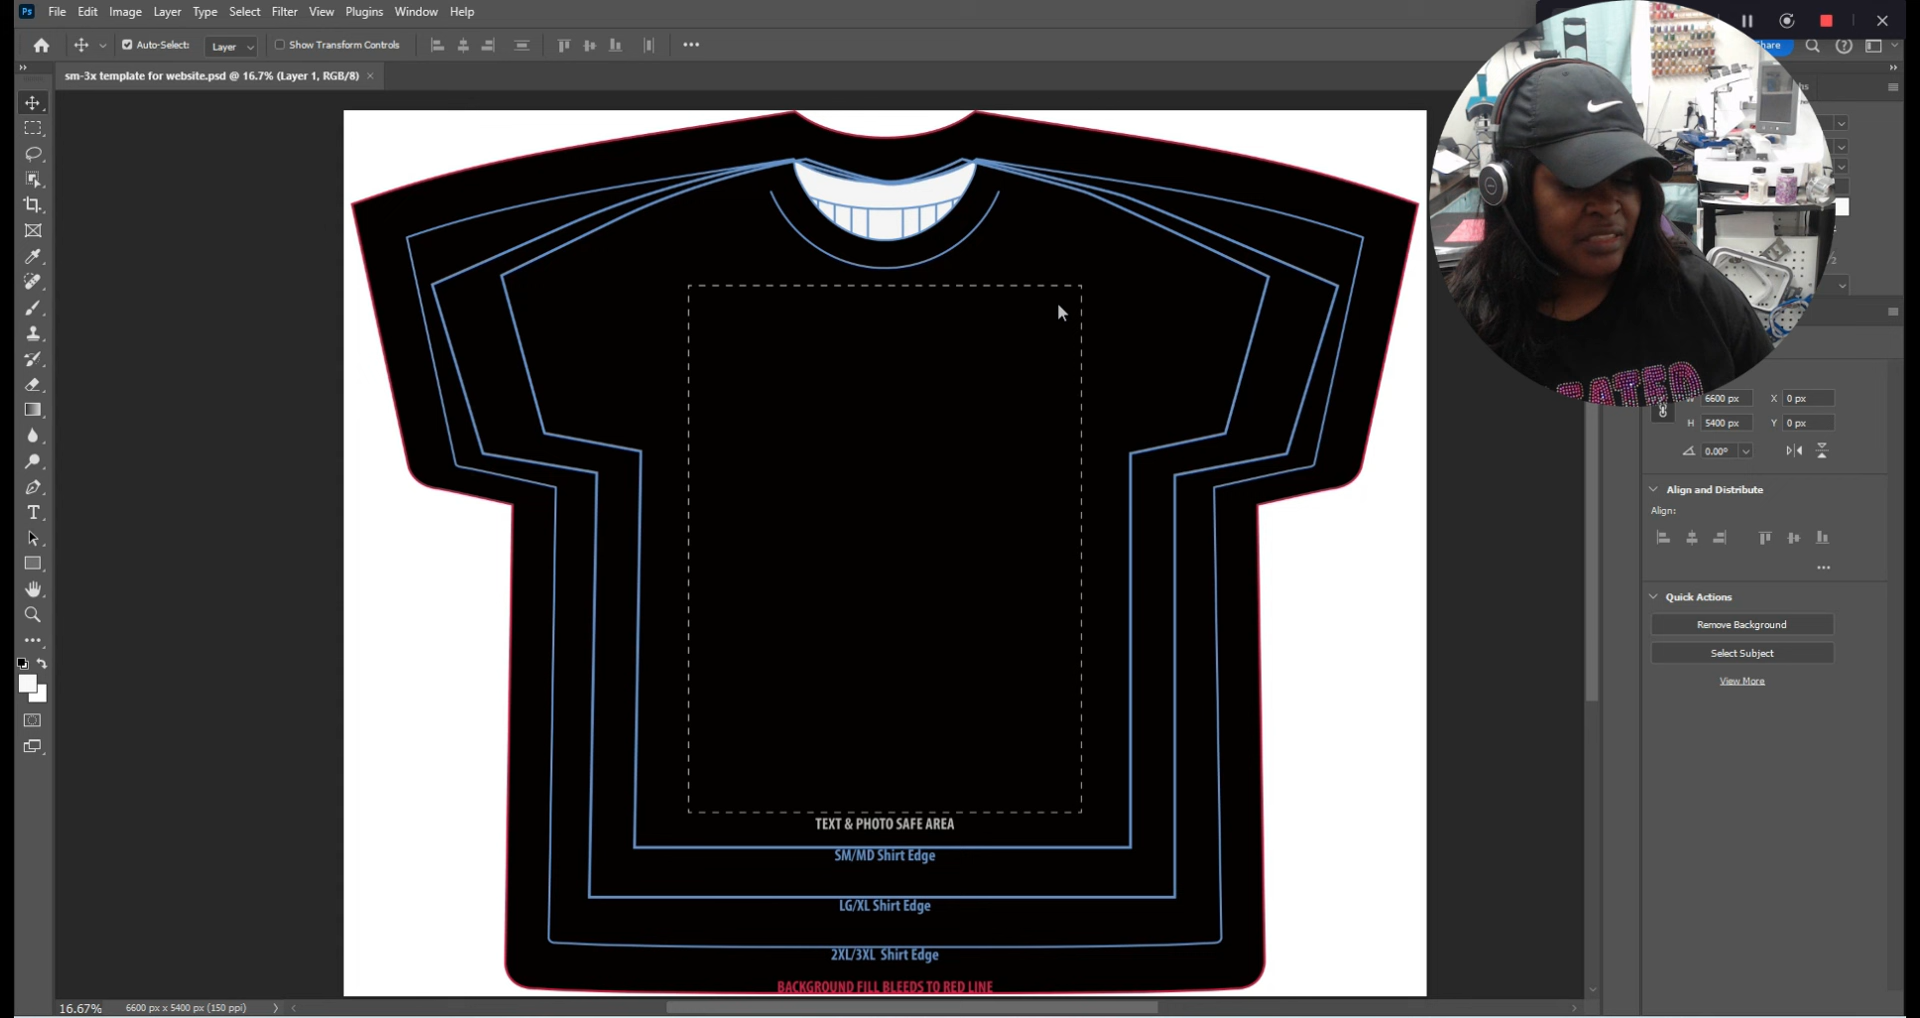 Ps File Edit Image Layer Type Select Filter View Plugins Window Help
Auto-Select: Layer Show Transform Controls
Share
sm-3x template for website.psd @ 16.7% (Layer 1, RGB/8) ×
W 6600 px X 0 px
H 5400 px Y 0 px
0.00°
Align and Distribute
Align:
Quick Actions
Remove Background
Select Subject
View More
TEXT & PHOTO SAFE AREA
SM/MD Shirt Edge
LG/XL Shirt Edge
2XL/3XL Shirt Edge
BACKGROUND FILL BLEEDS TO RED LINE
16.67% 6600 px x 5400 px (150 ppi)